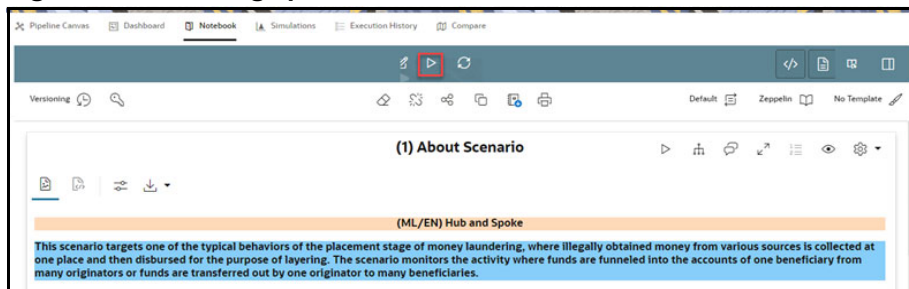 Pipeline Canvas Dashboard Notebook Simulations Execution History Compare
Versioning Default Zeppelin No Template
(1) About Scenario
(ML/EN) Hub and Spoke
This scenario targets one of the typical behaviors of the placement stage of money laundering, where illegally obtained money from various sources is collected at
one place and then disbursed for the purpose of layering. The scenario monitors the activity where funds are funneled into the accounts of one beneficiary from
many originators or funds are transferred out by one originator to many beneficiaries.